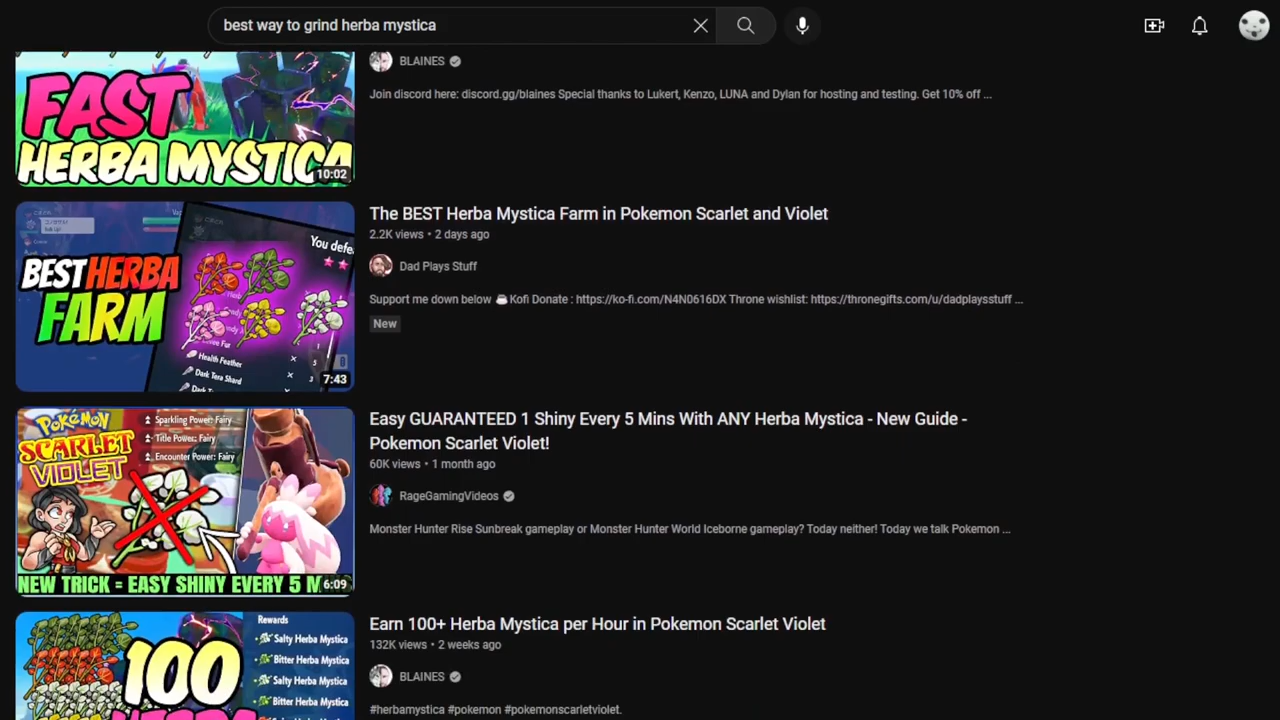 best way to grind herba mystica
FAST
HERBA MYSTICA
10:02
BLAINES
Join discord here: discord.gg/blaines Special thanks to Lukert, Kenzo, LUNA and Dylan for hosting and testing. Get 10% off ...
BEST HERBA
FARM
You defe
Health Feather
Dark Tera Shard
7:43
The BEST Herba Mystica Farm in Pokemon Scarlet and Violet
2.2K views • 2 days ago
Dad Plays Stuff
Support me down below ☕Kofi Donate : https://ko-fi.com/N4N0616DX Throne wishlist: https://thronegifts.com/u/dadplaysstuff ...
New
POKéMON
SCARLET
VIOLET
Sparkling Power: Fairy
Title Power: Fairy
Encounter Power: Fairy
NEW TRICK = EASY SHINY EVERY 5 M
6:09
Easy GUARANTEED 1 Shiny Every 5 Mins With ANY Herba Mystica - New Guide -
Pokemon Scarlet Violet!
60K views • 1 month ago
RageGamingVideos
Monster Hunter Rise Sunbreak gameplay or Monster Hunter World Iceborne gameplay? Today neither! Today we talk Pokemon ...
100
Rewards
Salty Herba Mystica
Bitter Herba Mystica
Salty Herba Mystica
Bitter Herba Mystica
Earn 100+ Herba Mystica per Hour in Pokemon Scarlet Violet
132K views • 2 weeks ago
BLAINES
#herbamystica #pokemon #pokemonscarletviolet.